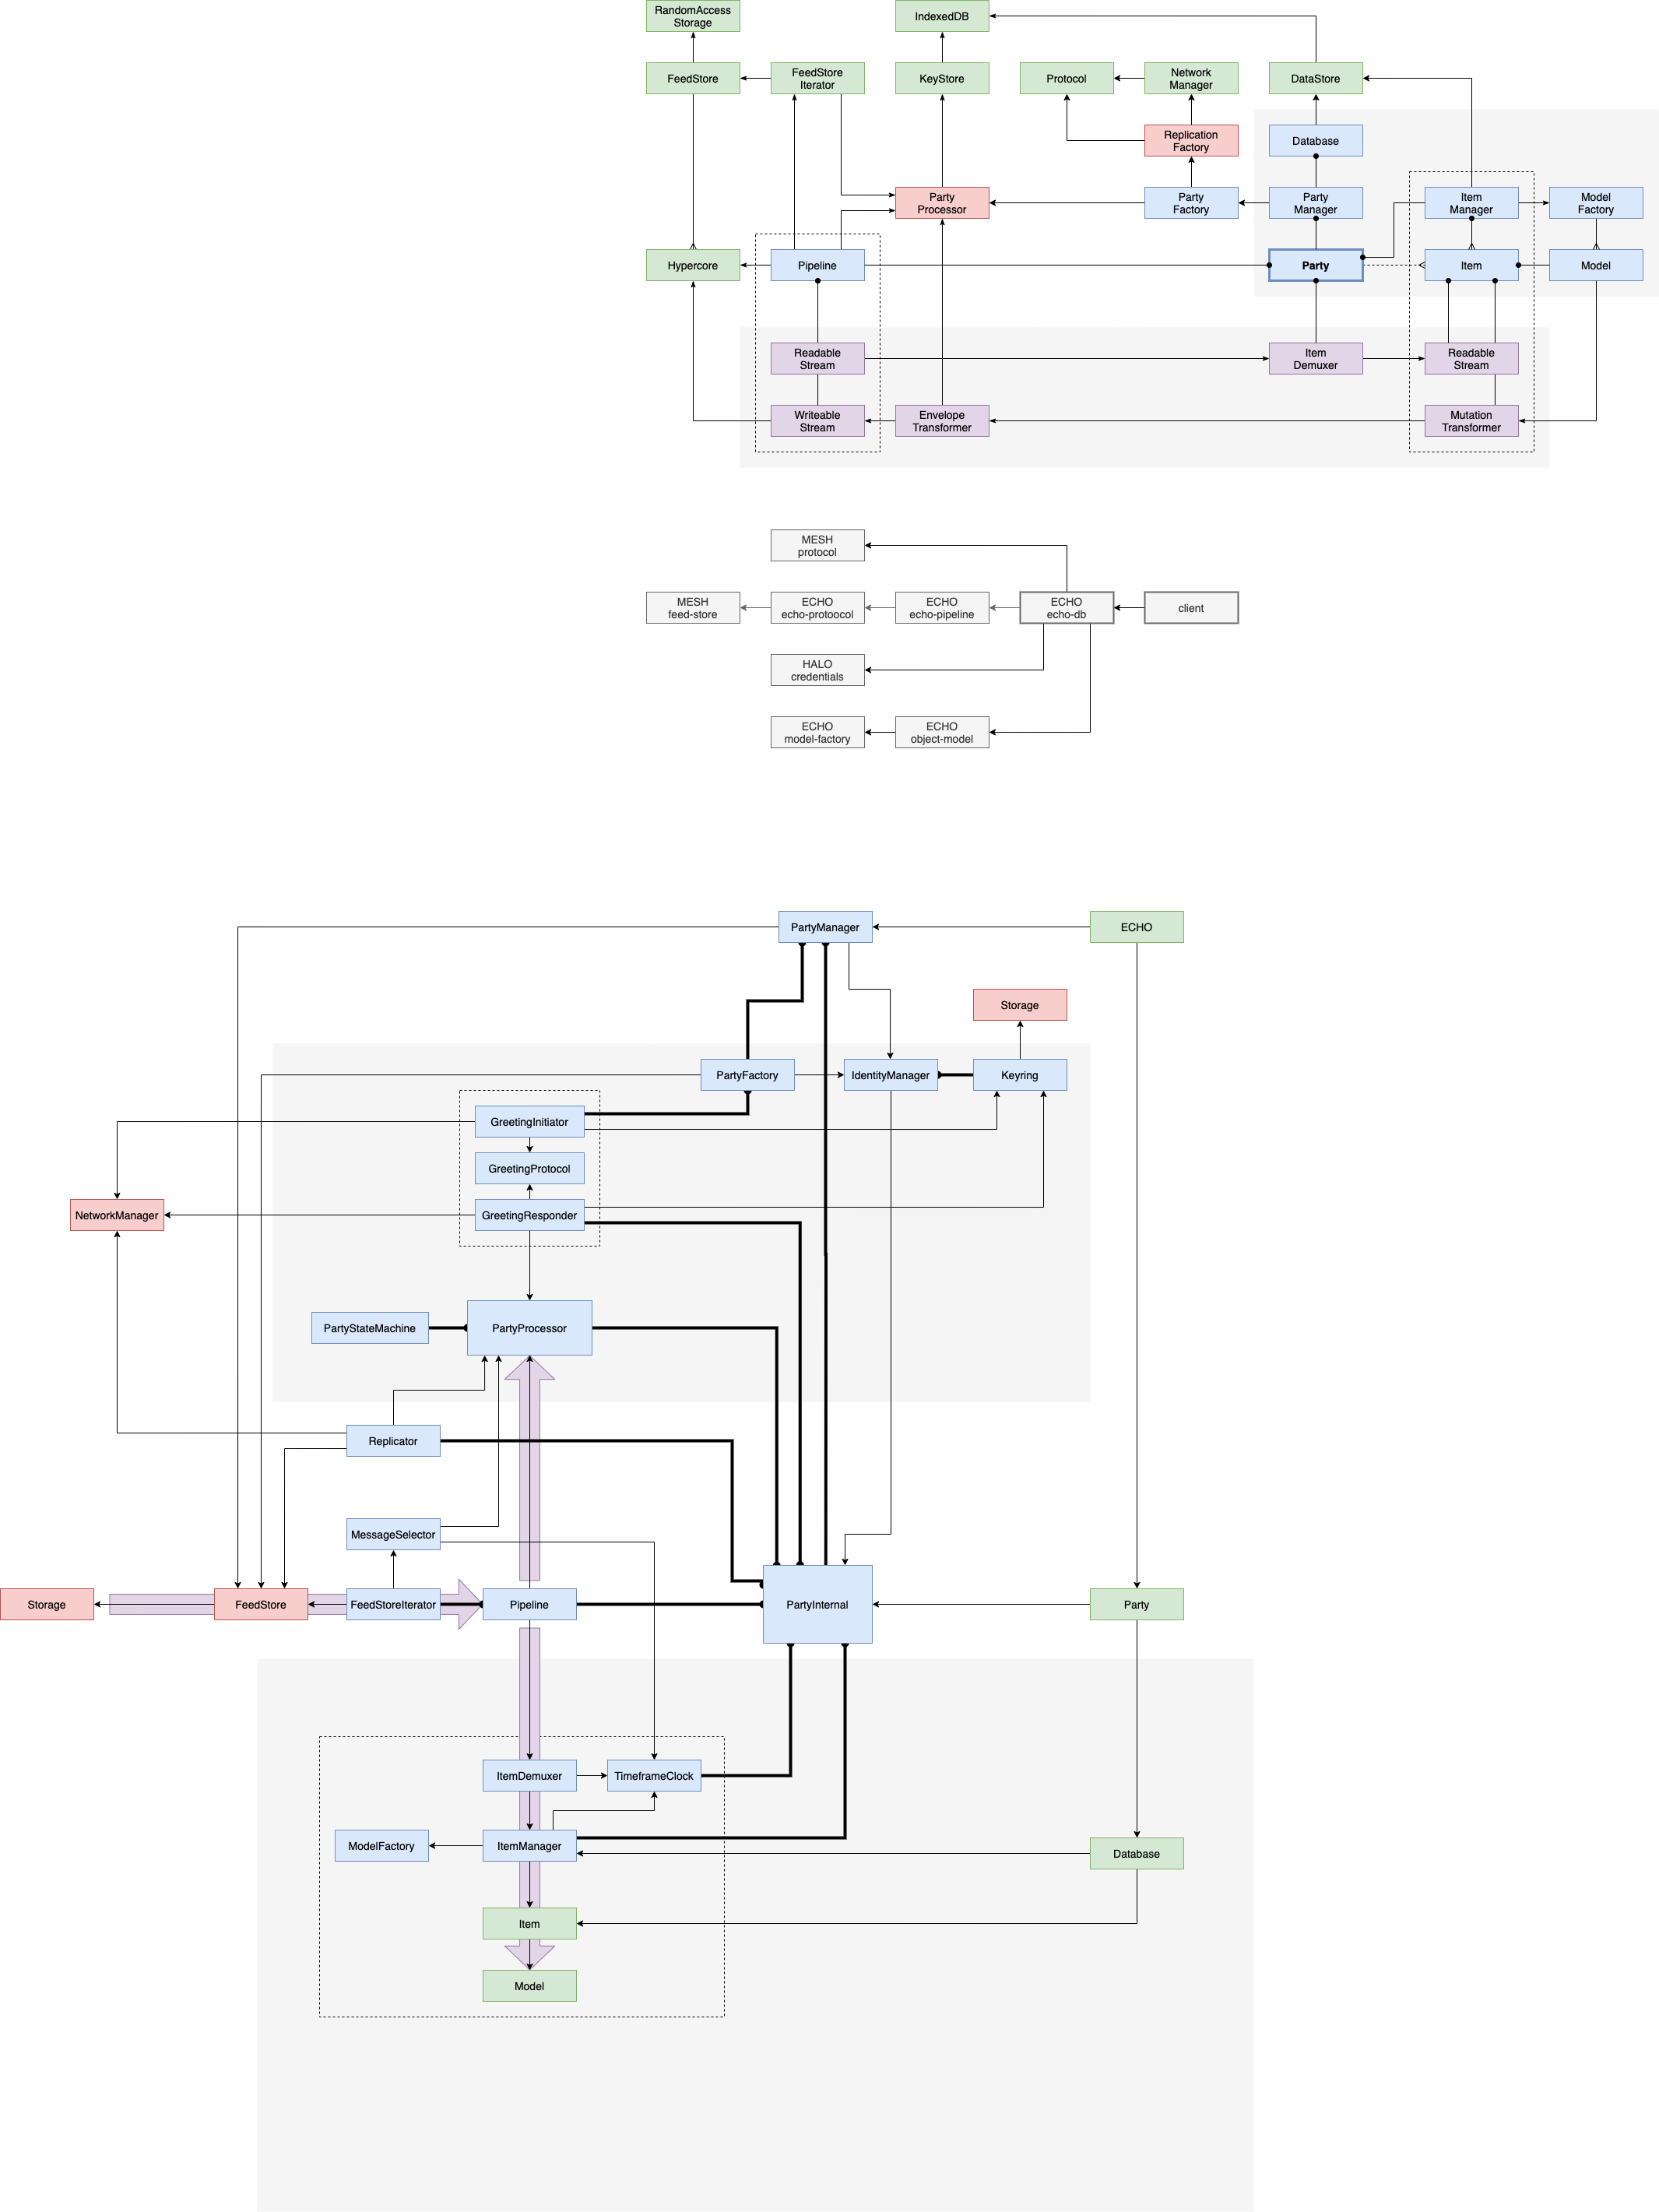 RandomAccess
Storage
IndexedDB
FeedStore
FeedStore
Iterator
KeyStore
Protocol
Network
Manager
DataStore
Replication
Factory
Database
Party
Processor
Party
Factory
Party
Manager
Item
Manager
Model
Factory
Hypercore
Pipeline
Party
Item
Model
Readable
Stream
Item
Demuxer
Readable
Stream
Writeable
Stream
Envelope
Transformer
Mutation
Transformer
MESH
protocol
MESH
feed-store
ECHO
echo-protoocol
ECHO
echo-pipeline
ECHO
echo-db
client
HALO
credentials
ECHO
model-factory
ECHO
object-model
PartyManager
ECHO
Storage
PartyFactory
IdentityManager
Keyring
GreetingInitiator
GreetingProtocol
NetworkManager
GreetingResponder
PartyStateMachine
PartyProcessor
Replicator
MessageSelector
Storage
FeedStore
FeedStoreIterator
Pipeline
PartyInternal
Party
ItemDemuxer
TimeframeClock
ModelFactory
ItemManager
Database
Item
Model